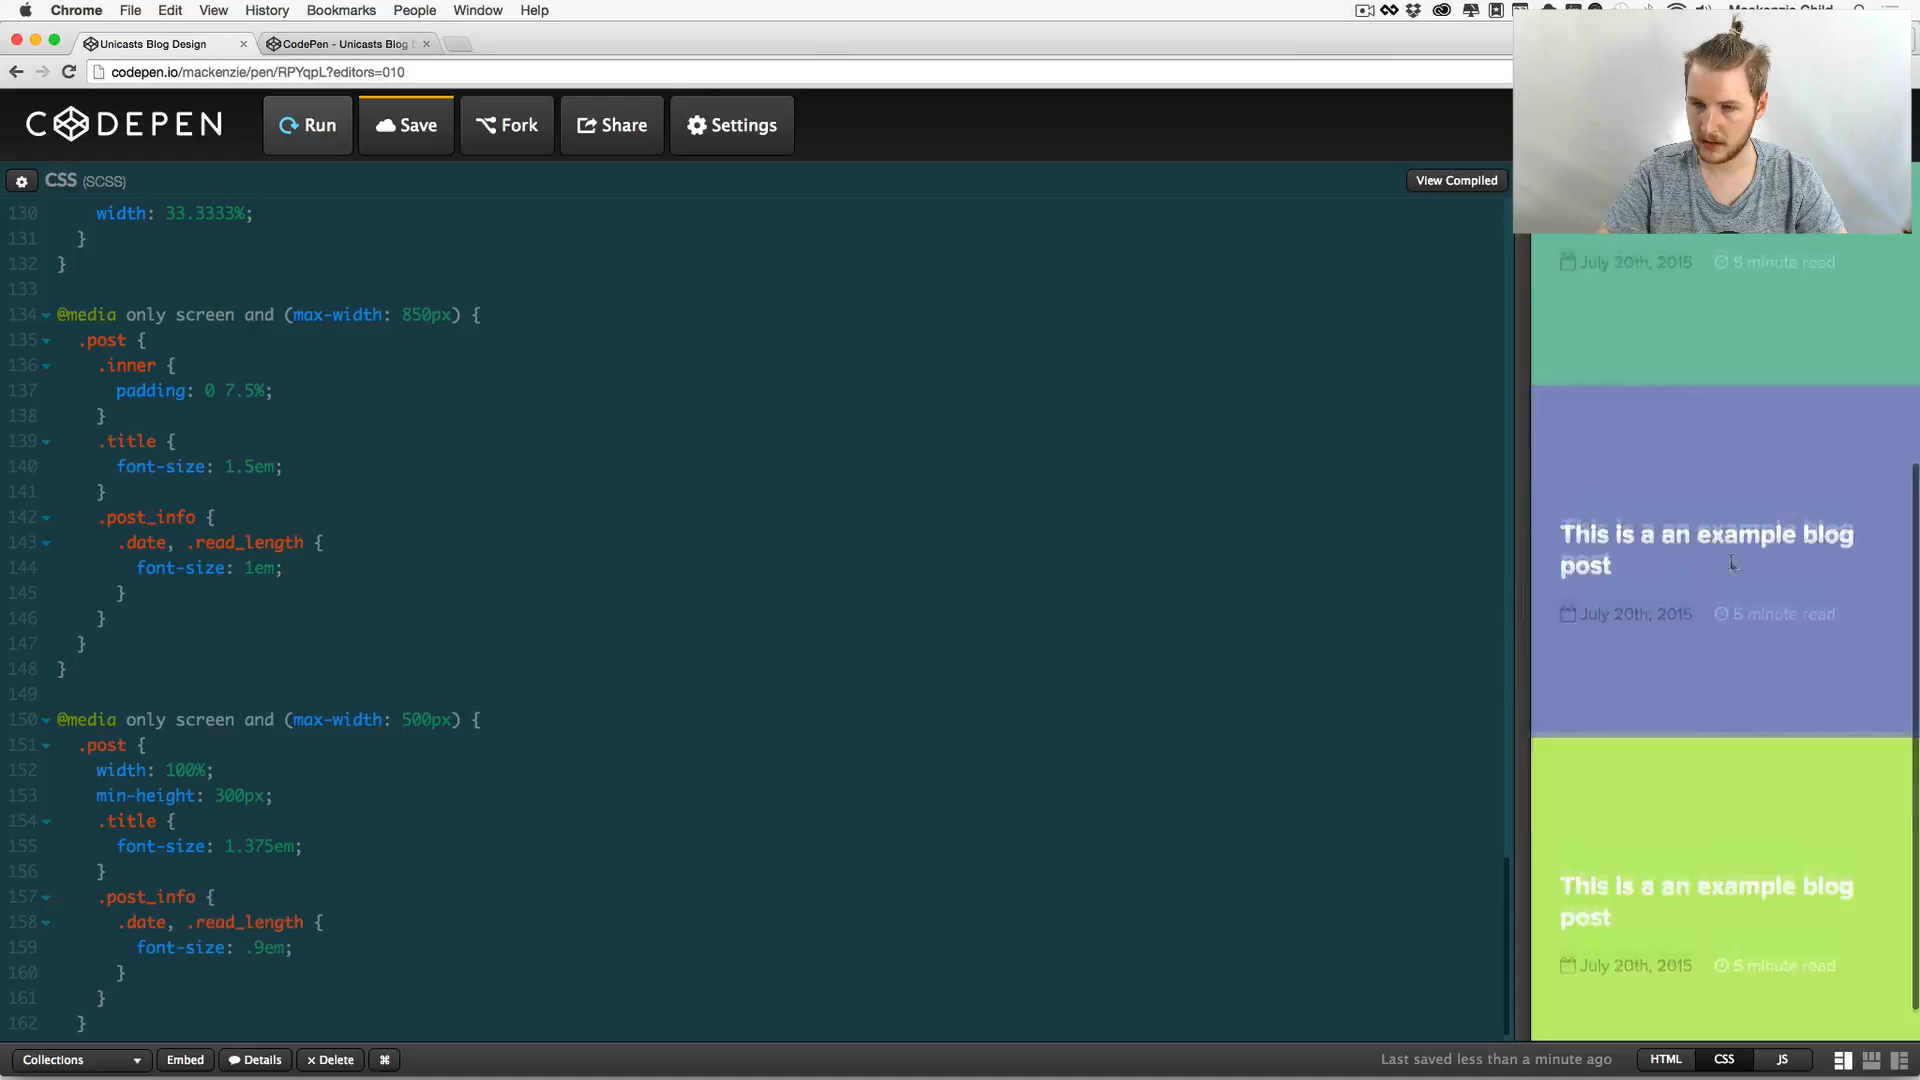 Chrome File Edit View History Bookmarks People Window Help Mackenzie Child
Unicasts Blog Design
CodePen - Unicasts Blog
codepen.io/mackenzie/pen/RPYqpL?editors=010
CODEPEN
Run
Save
Fork
Share
Settings
CSS (SCSS)
View Compiled
130 width: 33.3333%;
131 }
132 }
133
134 @media only screen and (max-width: 850px) {
135 .post {
136 .inner {
137 padding: 0 7.5%;
138 }
139 .title {
140 font-size: 1.5em;
141 }
142 .post_info {
143 .date, .read_length {
144 font-size: 1em;
145 }
146 }
147 }
148 }
149
150 @media only screen and (max-width: 500px) {
151 .post {
152 width: 100%;
153 min-height: 300px;
154 .title {
155 font-size: 1.375em;
156 }
157 .post_info {
158 .date, .read_length {
159 font-size: .9em;
160 }
161 }
162 }
July 20th, 2015 5 minute read
This is a an example blog
post
July 20th, 2015 5 minute read
This is a an example blog
post
July 20th, 2015 5 minute read
Collections Embed Details × Delete ⌘ Last saved less than a minute ago HTML CSS JS